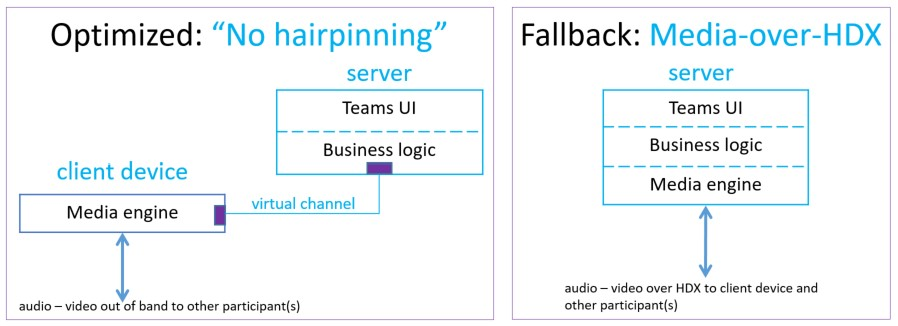 Optimized: “No hairpinning”
server
Teams UI
Business logic
client device
Media engine
virtual channel
audio – video out of band to other participant(s)
Fallback: Media-over-HDX
server
Teams UI
Business logic
Media engine
audio – video over HDX to client device and
other participant(s)